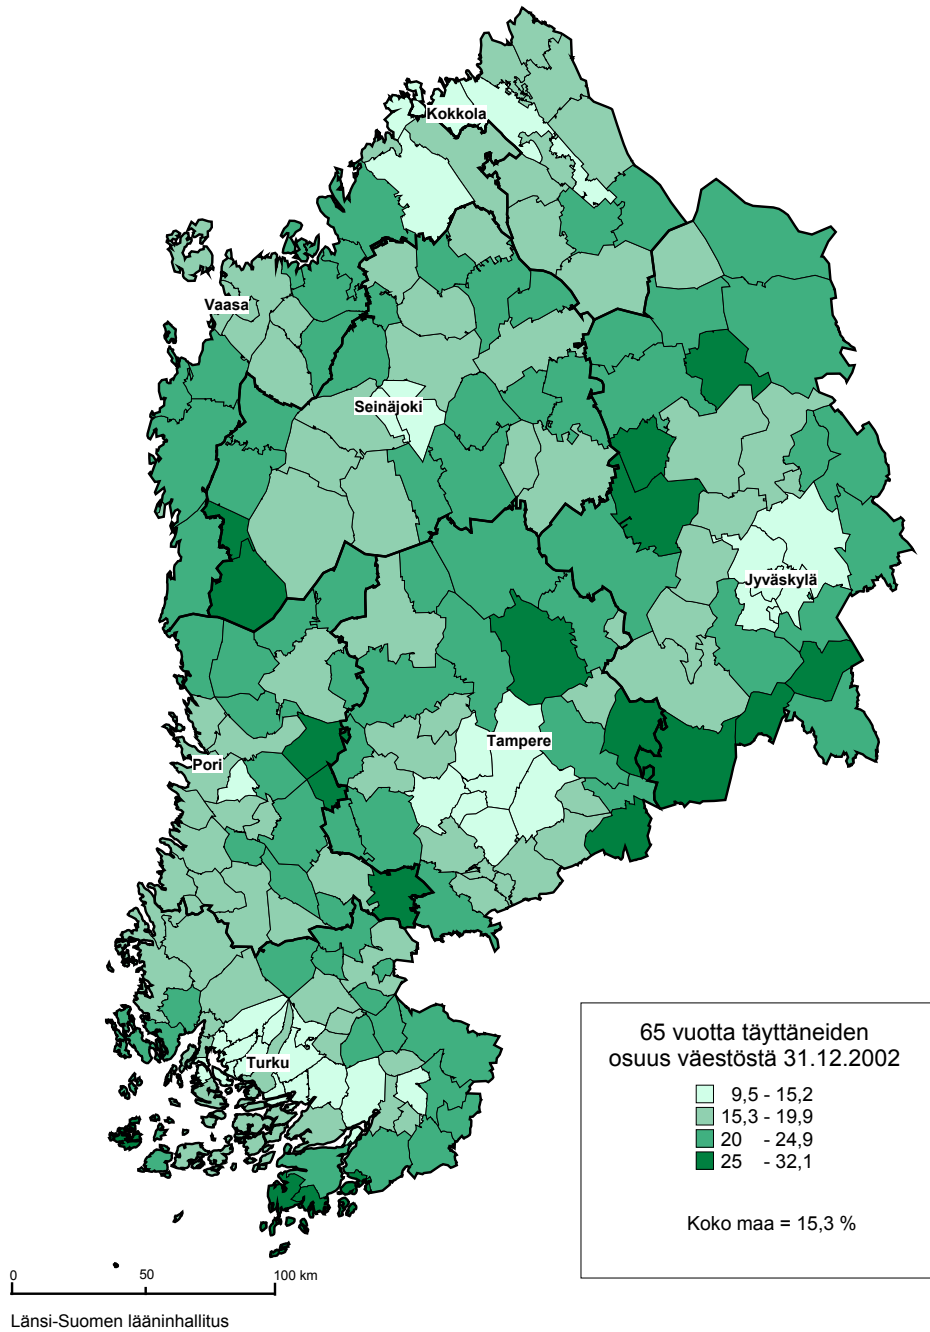 Kokkola
Vaasa
Seinäjoki
Jyväskylä
Tampere
Pori
Turku
65 vuotta täyttäneiden
osuus väestöstä 31.12.2002
9,5 - 15,2
15,3 - 19,9
20 - 24,9
25 - 32,1
Koko maa = 15,3 %
0 50 100 km
Länsi-Suomen lääninhallitus